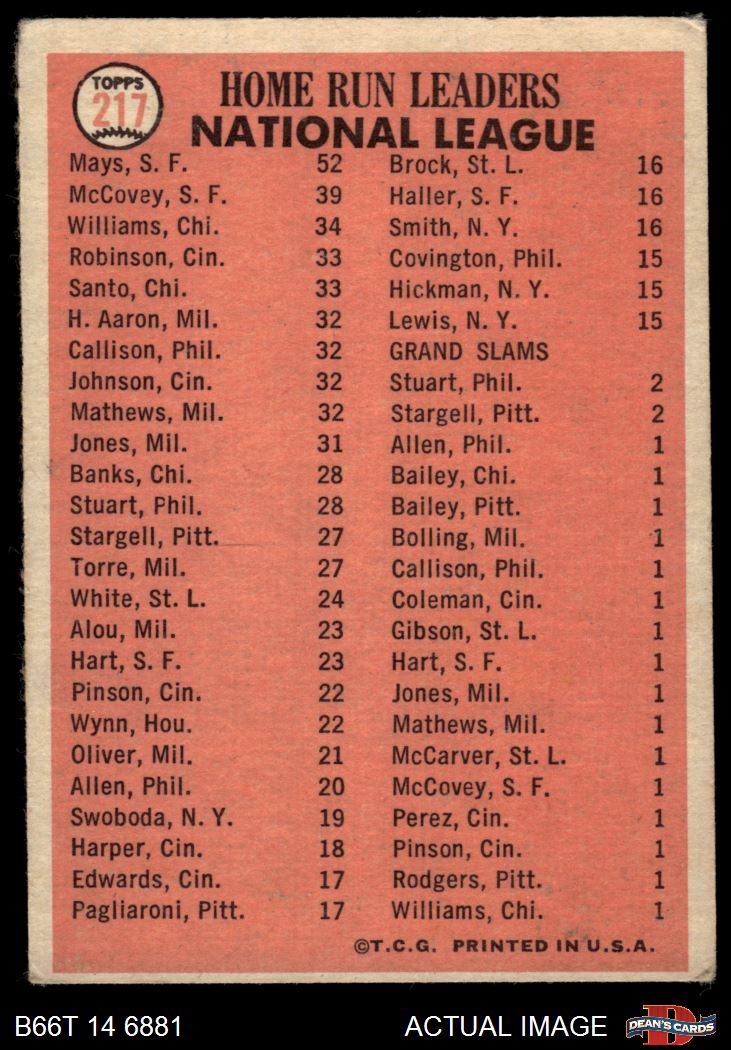 TOPPS
217
HOME RUN LEADERS
NATIONAL LEAGUE
Mays, S. F. 52
McCovey, S. F. 39
Williams, Chi. 34
Robinson, Cin. 33
Santo, Chi. 33
H. Aaron, Mil. 32
Callison, Phil. 32
Johnson, Cin. 32
Mathews, Mil. 32
Jones, Mil. 31
Banks, Chi. 28
Stuart, Phil. 28
Stargell, Pitt. 27
Torre, Mil. 27
White, St. L. 24
Alou, Mil. 23
Hart, S. F. 23
Pinson, Cin. 22
Wynn, Hou. 22
Oliver, Mil. 21
Allen, Phil. 20
Swoboda, N. Y. 19
Harper, Cin. 18
Edwards, Cin. 17
Pagliaroni, Pitt. 17
Brock, St. L. 16
Haller, S. F. 16
Smith, N. Y. 16
Covington, Phil. 15
Hickman, N. Y. 15
Lewis, N. Y. 15
GRAND SLAMS
Stuart, Phil. 2
Stargell, Pitt. 2
Allen, Phil. 1
Bailey, Chi. 1
Bailey, Pitt. 1
Bolling, Mil. 1
Callison, Phil. 1
Coleman, Cin. 1
Gibson, St. L. 1
Hart, S. F. 1
Jones, Mil. 1
Mathews, Mil. 1
McCarver, St. L. 1
McCovey, S. F. 1
Perez, Cin. 1
Pinson, Cin. 1
Rodgers, Pitt. 1
Williams, Chi. 1
©T.C.G. PRINTED IN U.S.A.
B66T 14 6881
ACTUAL IMAGE
D
DEAN'S CARDS